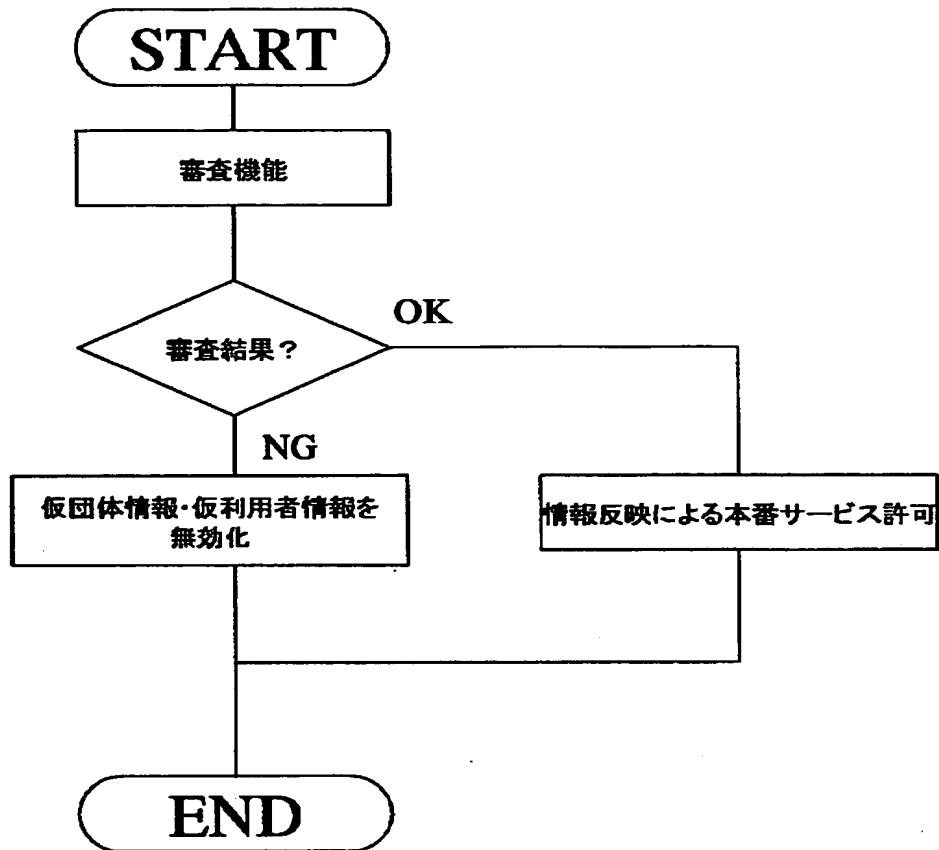 START
審査機能
審査結果？
OK
NG
仮団体情報・仮利用者情報を
無効化
情報反映による本番サービス許可
END